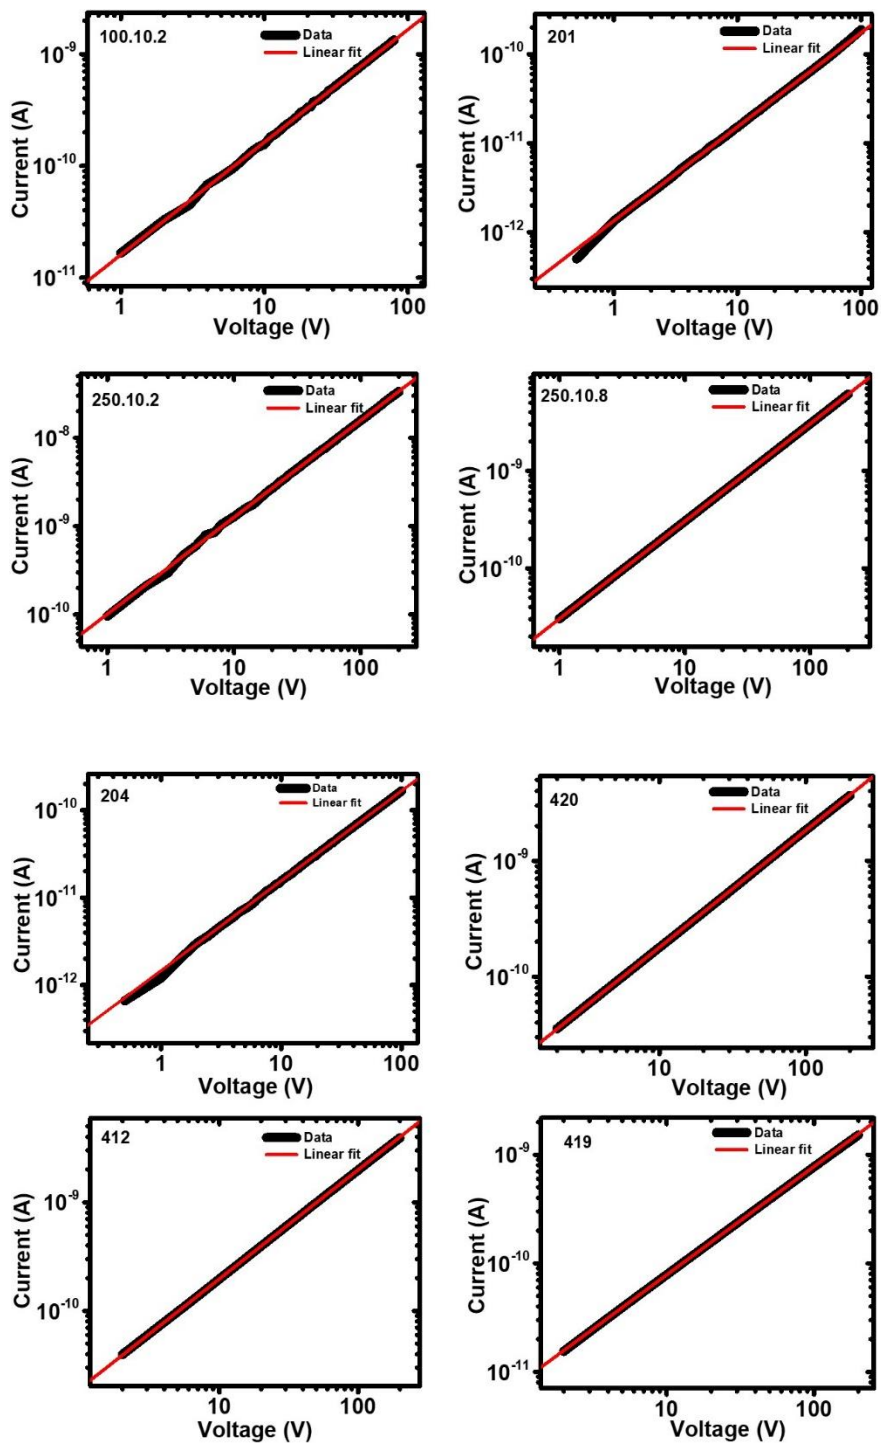 100.10.2
Data
Linear fit
Current (A)
10⁻⁹
10⁻¹⁰
10⁻¹¹
1
10
100
Voltage (V)
201
Data
Linear fit
Current (A)
10⁻¹⁰
10⁻¹¹
10⁻¹²
1
10
100
Voltage (V)
250.10.2
Data
Linear fit
Current (A)
10⁻⁸
10⁻⁹
10⁻¹⁰
1
10
100
Voltage (V)
250.10.8
Data
Linear fit
Current (A)
10⁻⁹
10⁻¹⁰
1
10
100
Voltage (V)
204
Data
Linear fit
Current (A)
10⁻¹⁰
10⁻¹¹
10⁻¹²
1
10
100
Voltage (V)
420
Data
Linear fit
Current (A)
10⁻⁹
10⁻¹⁰
10
100
Voltage (V)
412
Data
Linear fit
Current (A)
10⁻⁹
10⁻¹⁰
10
100
Voltage (V)
419
Data
Linear fit
Current (A)
10⁻⁹
10⁻¹⁰
10⁻¹¹
10
100
Voltage (V)